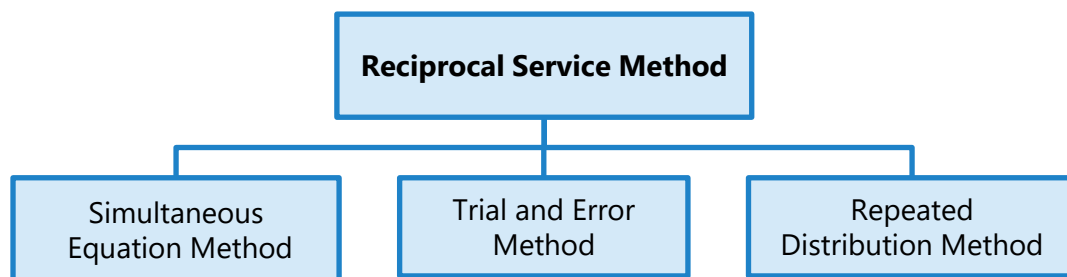 Reciprocal Service Method
Simultaneous
Equation Method
Trial and Error
Method
Repeated
Distribution Method